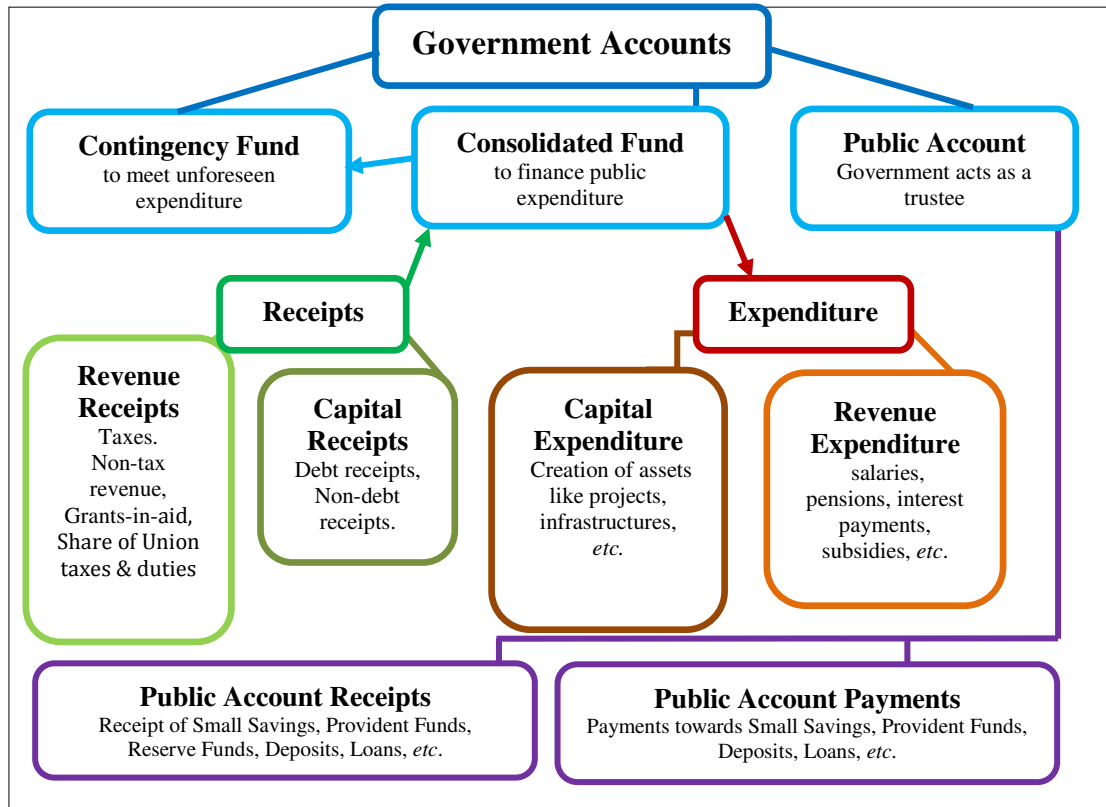 Government Accounts
Contingency Fund
to meet unforeseen
expenditure
Consolidated Fund
to finance public
expenditure
Public Account
Government acts as a
trustee
Receipts
Expenditure
Revenue
Receipts
Taxes.
Non-tax
revenue,
Grants-in-aid,
Share of Union
taxes & duties
Capital
Receipts
Debt receipts,
Non-debt
receipts.
Capital
Expenditure
Creation of assets
like projects,
infrastructures,
etc.
Revenue
Expenditure
salaries,
pensions, interest
payments,
subsidies, etc.
Public Account Receipts
Receipt of Small Savings, Provident Funds,
Reserve Funds, Deposits, Loans, etc.
Public Account Payments
Payments towards Small Savings, Provident Funds,
Deposits, Loans, etc.